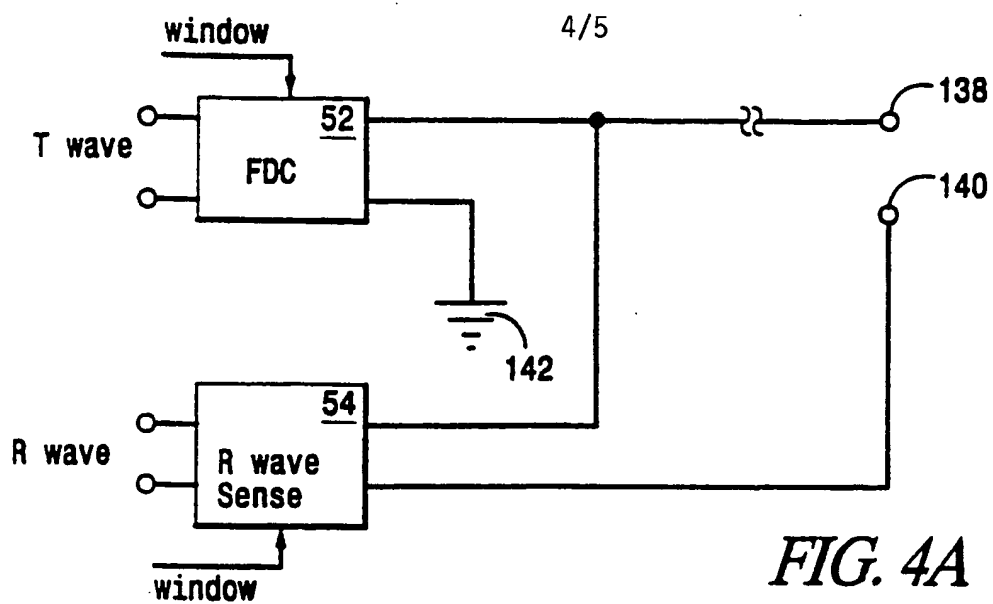 window
4/5
52
138
T wave
FDC
140
142
54
R wave
R wave
Sense
window
FIG. 4A